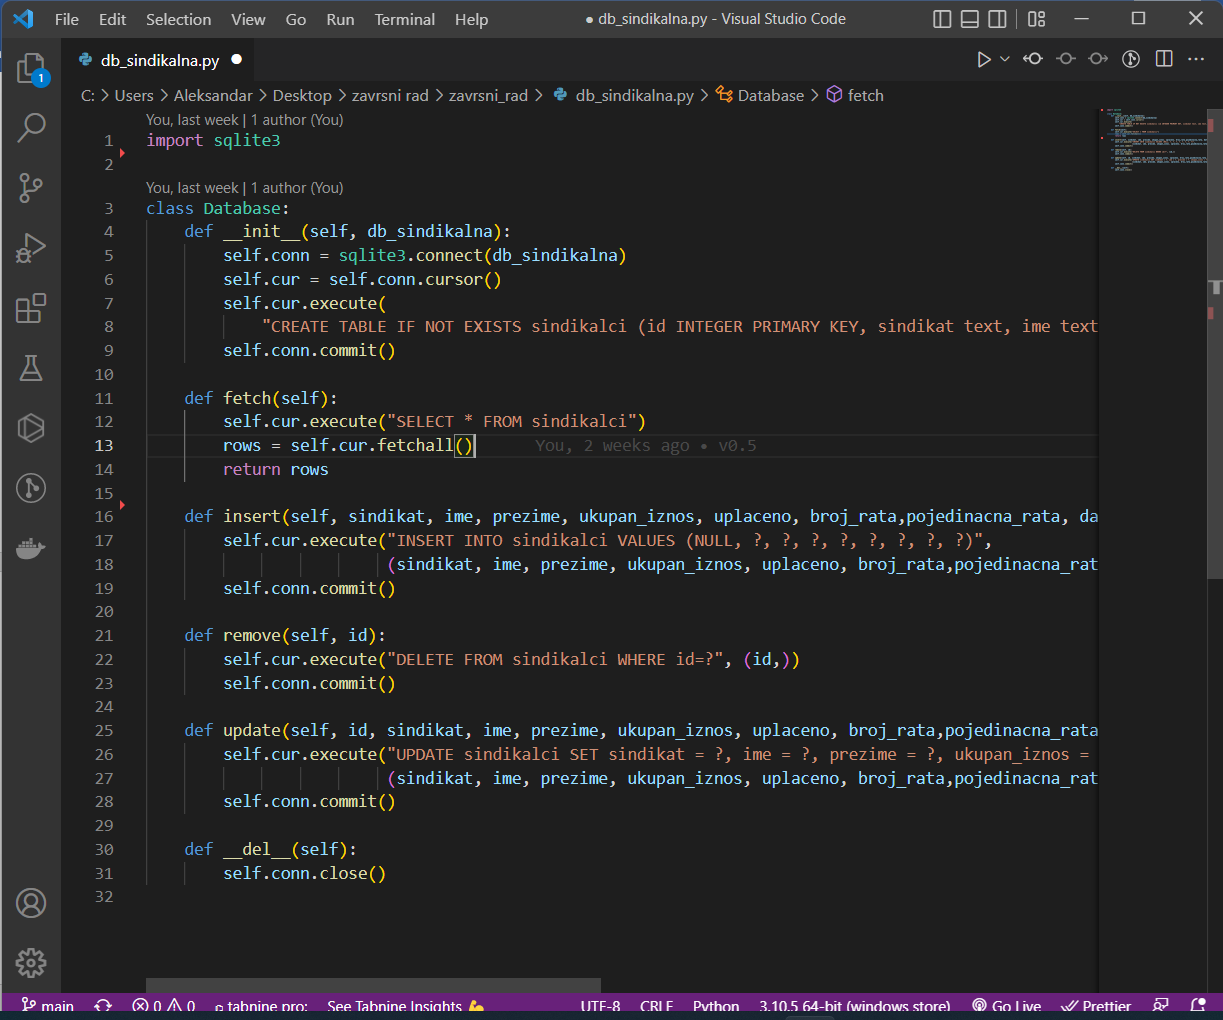 File Edit Selection View Go Run Terminal Help ● db_sindikalna.py - Visual Studio Code
db_sindikalna.py ●
C: > Users > Aleksandar > Desktop > zavrsni rad > zavrsni_rad > db_sindikalna.py > Database > fetch
You, last week | 1 author (You)
1 import sqlite3
2
You, last week | 1 author (You)
3 class Database:
4 def __init__(self, db_sindikalna):
5 self.conn = sqlite3.connect(db_sindikalna)
6 self.cur = self.conn.cursor()
7 self.cur.execute(
8 "CREATE TABLE IF NOT EXISTS sindikalci (id INTEGER PRIMARY KEY, sindikat text, ime text
9 self.conn.commit()
10
11 def fetch(self):
12 self.cur.execute("SELECT * FROM sindikalci")
13 rows = self.cur.fetchall() You, 2 weeks ago • v0.5
14 return rows
15
16 def insert(self, sindikat, ime, prezime, ukupan_iznos, uplaceno, broj_rata,pojedinacna_rata, da
17 self.cur.execute("INSERT INTO sindikalci VALUES (NULL, ?, ?, ?, ?, ?, ?, ?, ?)",
18 (sindikat, ime, prezime, ukupan_iznos, uplaceno, broj_rata,pojedinacna_rat
19 self.conn.commit()
20
21 def remove(self, id):
22 self.cur.execute("DELETE FROM sindikalci WHERE id=?", (id,))
23 self.conn.commit()
24
25 def update(self, id, sindikat, ime, prezime, ukupan_iznos, uplaceno, broj_rata,pojedinacna_rata
26 self.cur.execute("UPDATE sindikalci SET sindikat = ?, ime = ?, prezime = ?, ukupan_iznos =
27 (sindikat, ime, prezime, ukupan_iznos, uplaceno, broj_rata,pojedinacna_rat
28 self.conn.commit()
29
30 def __del__(self):
31 self.conn.close()
32
1
main 0 0 tabnine pro: See Tabnine Insights 💪 UTF-8 CRLF Python 3.10.5 64-bit (windows store) Go Live Prettier